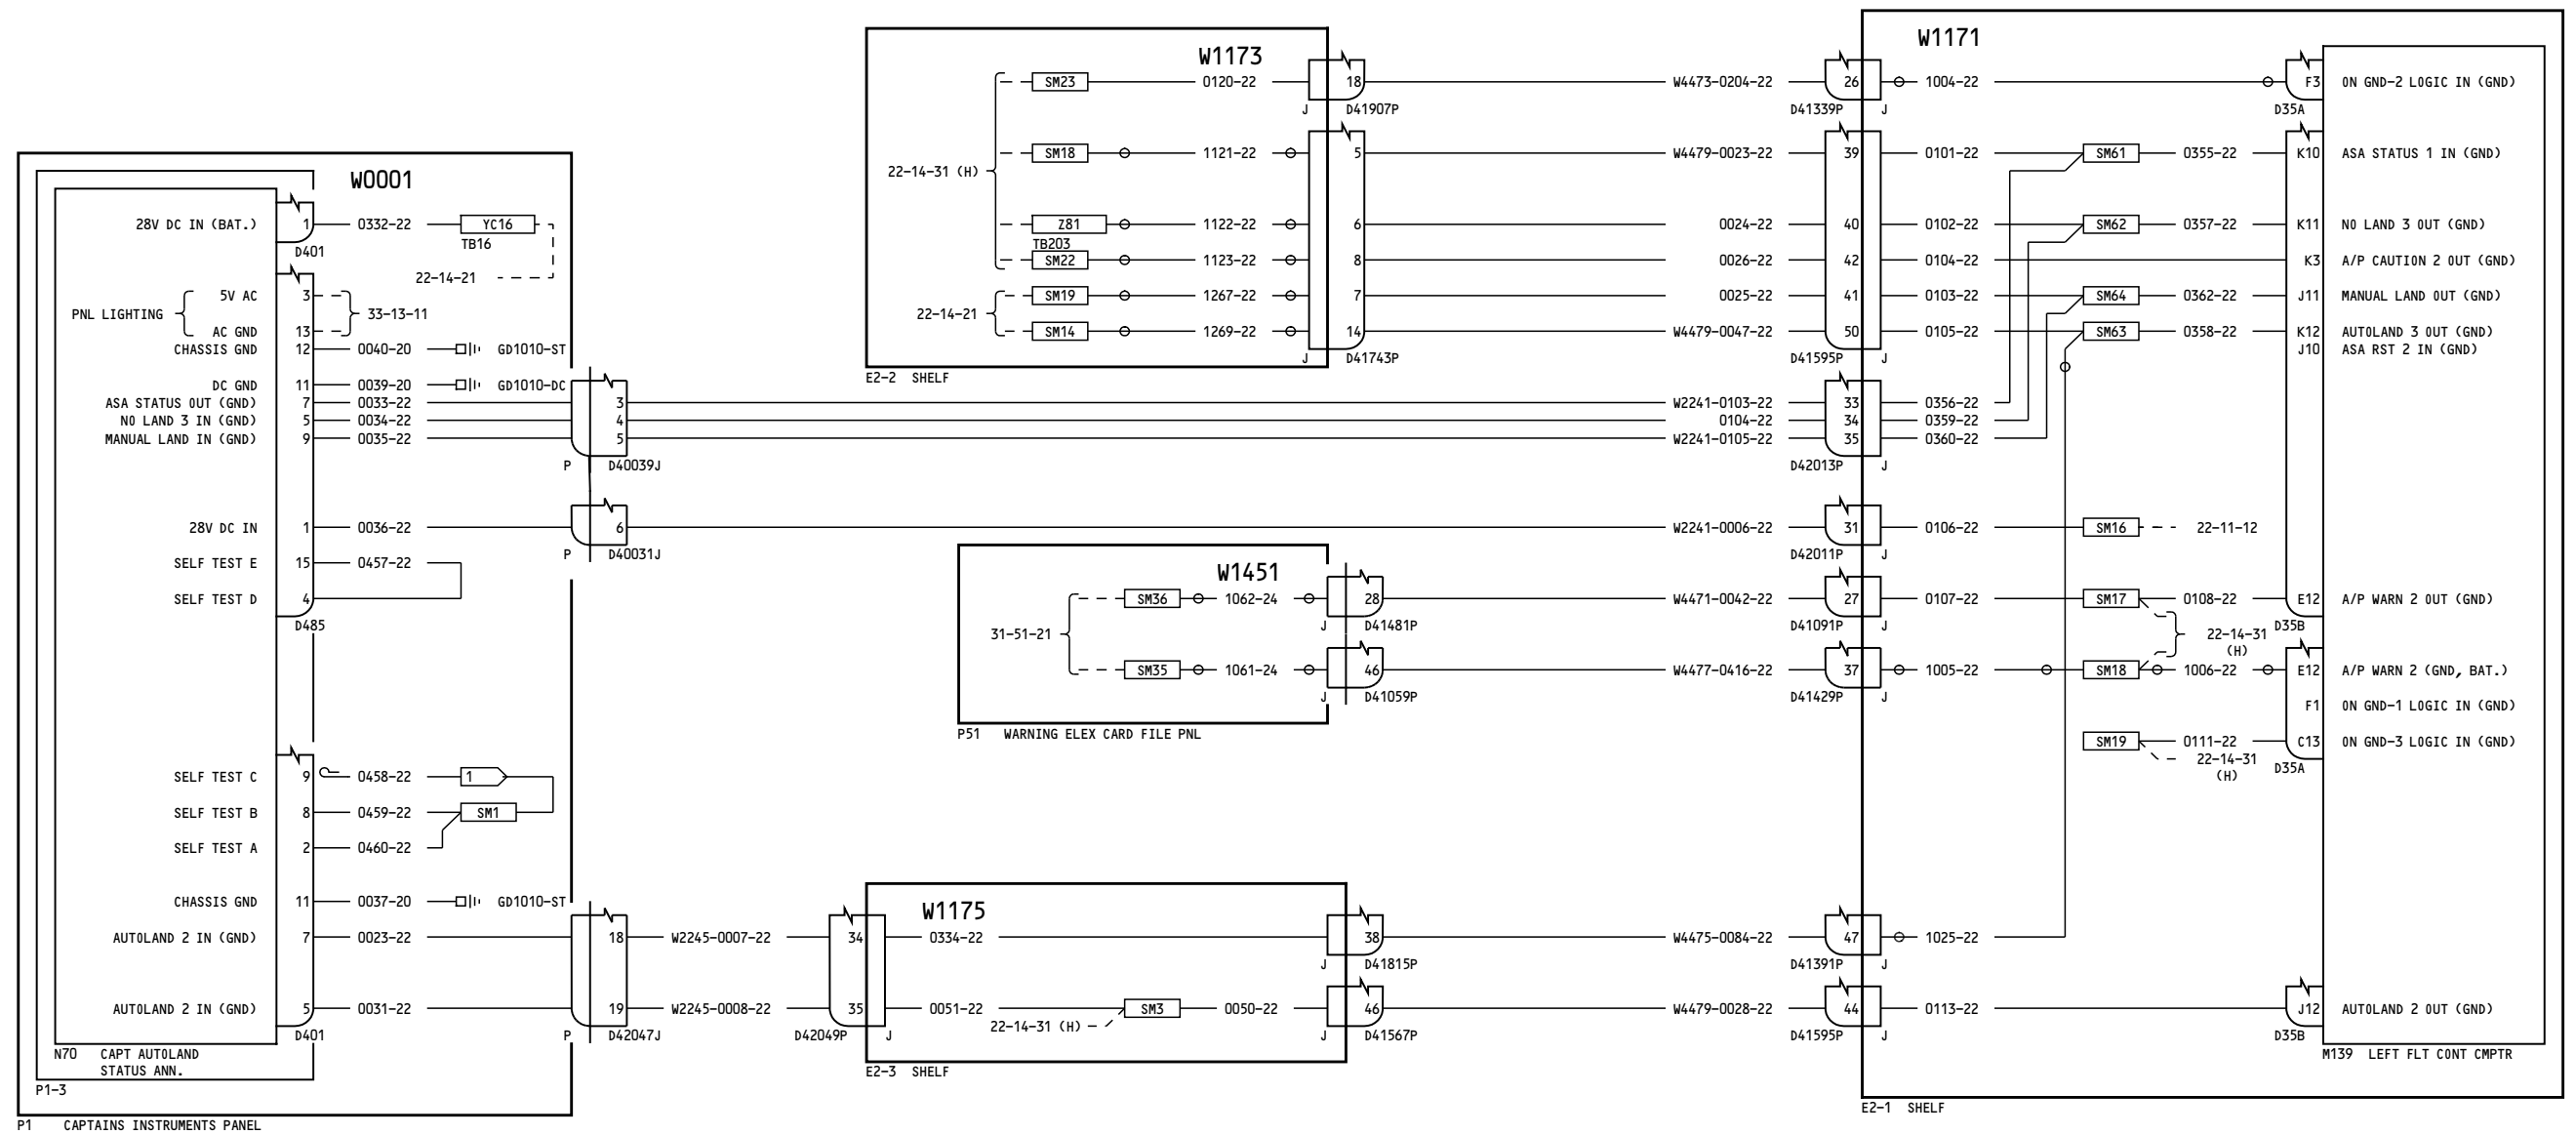 W0001
28V DC IN (BAT.) 1 0332-22 YC16
TB16
D401
22-14-21
5V AC 3
PNL LIGHTING 33-13-11
AC GND 13
CHASSIS GND 12 0040-20 GD1010-ST
DC GND 11 0039-20 GD1010-DC
ASA STATUS OUT (GND) 7 0033-22 3
NO LAND 3 IN (GND) 5 0034-22 4
MANUAL LAND IN (GND) 9 0035-22 5
P D40039J
28V DC IN 1 0036-22 6
P D40031J
SELF TEST E 15 0457-22
SELF TEST D 4
D485
SELF TEST C 9 0458-22 1
SELF TEST B 8 0459-22 SM1
SELF TEST A 2 0460-22
CHASSIS GND 11 0037-20 GD1010-ST
AUTOLAND 2 IN (GND) 7 0023-22 18 W2245-0007-22 34
AUTOLAND 2 IN (GND) 5 0031-22 19 W2245-0008-22 35
D401 P D42047J D42049P J
N70 CAPT AUTOLAND
STATUS ANN.
P1-3
P1 CAPTAINS INSTRUMENTS PANEL
W1173
SM23 0120-22 18 W4473-0204-22 26
J D41907P D41339P J
22-14-31 (H)
SM18 1121-22 5 W4479-0023-22 39
Z81 1122-22 6 0024-22 40
TB203
SM22 1123-22 8 0026-22 42
22-14-21
SM19 1267-22 7 0025-22 41
SM14 1269-22 14 W4479-0047-22 50
J D41743P D41595P J
E2-2 SHELF
W2241-0103-22 33 0356-22
0104-22 34 0359-22
W2241-0105-22 35 0360-22
D42013P J
W2241-0006-22 31 0106-22 SM16 22-11-12
D42011P J
W1451
31-51-21
SM36 1062-24 28 W4471-0042-22 27
J D41481P D41091P J
SM35 1061-24 46 W4477-0416-22 37
J D41059P D41429P J
P51 WARNING ELEX CARD FILE PNL
W1175
0334-22 38 W4475-0084-22 47 1025-22
J D41815P D41391P J
0051-22 SM3 0050-22 46 W4479-0028-22 44
22-14-31 (H)
J D41567P D41595P J
E2-3 SHELF
W1171
1004-22 F3 ON GND-2 LOGIC IN (GND)
D35A
0101-22 SM61 0355-22 K10 ASA STATUS 1 IN (GND)
0102-22 SM62 0357-22 K11 NO LAND 3 OUT (GND)
0104-22 K3 A/P CAUTION 2 OUT (GND)
0103-22 SM64 0362-22 J11 MANUAL LAND OUT (GND)
0105-22 SM63 0358-22 K12 AUTOLAND 3 OUT (GND)
J10 ASA RST 2 IN (GND)
0107-22 SM17 0108-22 E12 A/P WARN 2 OUT (GND)
D35B
22-14-31
(H)
1005-22 SM18 1006-22 E12 A/P WARN 2 (GND, BAT.)
F1 ON GND-1 LOGIC IN (GND)
SM19 0111-22 C13 ON GND-3 LOGIC IN (GND)
22-14-31
(H)
D35A
0113-22 J12 AUTOLAND 2 OUT (GND)
D35B
M139 LEFT FLT CONT CMPTR
E2-1 SHELF